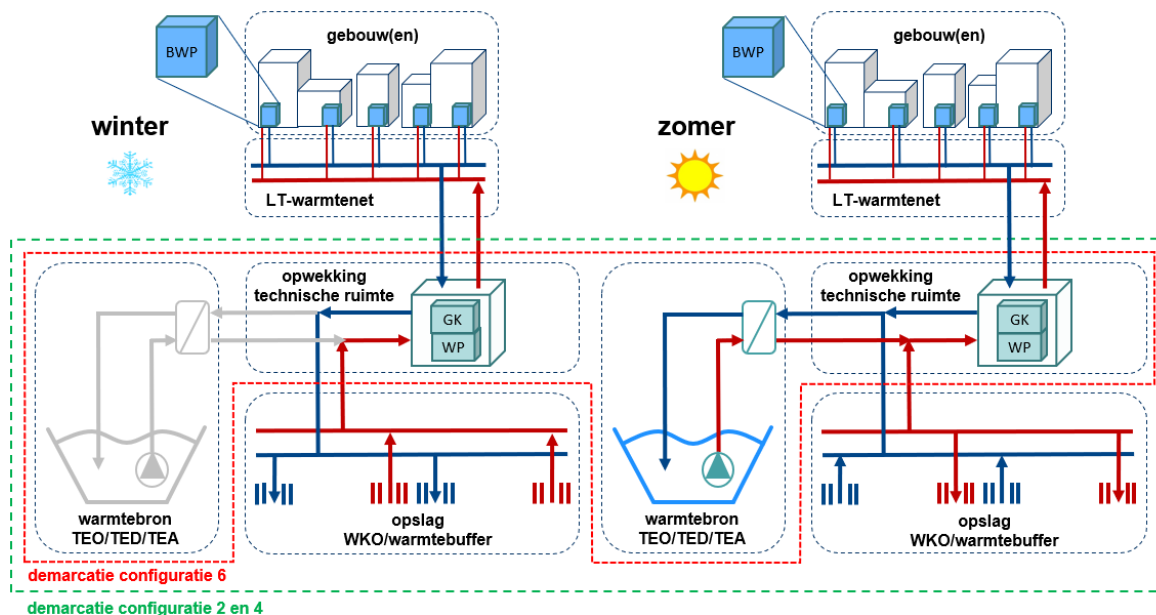 gebouw(en)
BWP
winter
LT-warmtenet
opwekking
technische ruimte
GK
WP
warmtebron
TEO/TED/TEA
opslag
WKO/warmtebuffer
gebouw(en)
BWP
zomer
LT-warmtenet
opwekking
technische ruimte
GK
WP
warmtebron
TEO/TED/TEA
opslag
WKO/warmtebuffer
demarcatie configuratie 6
demarcatie configuratie 2 en 4